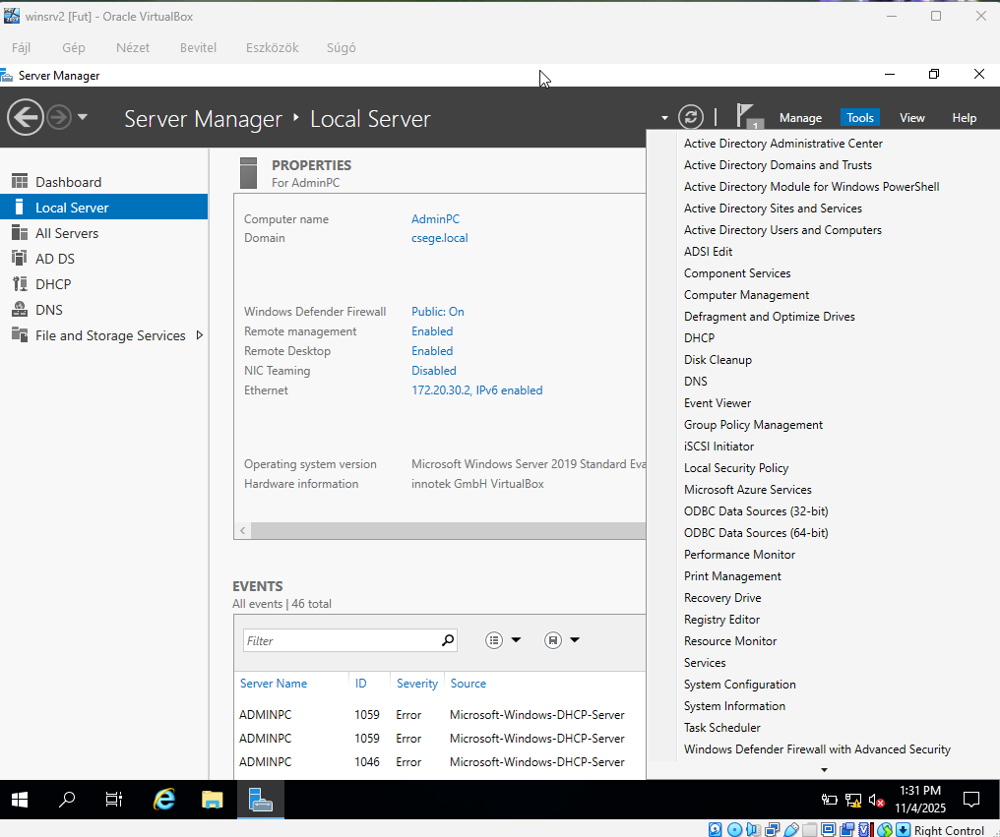 winsrv2 [Fut] - Oracle VirtualBox
Fájl Gép Nézet Bevitel Eszközök Súgó
Server Manager
Server Manager Local Server
1 Manage Tools View Help
Dashboard
Local Server
All Servers
AD DS
DHCP
DNS
File and Storage Services
PROPERTIES
For AdminPC
Computer name AdminPC
Domain csege.local
Windows Defender Firewall Public: On
Remote management Enabled
Remote Desktop Enabled
NIC Teaming Disabled
Ethernet 172.20.30.2, IPv6 enabled
Operating system version Microsoft Windows Server 2019 Standard Eva
Hardware information innotek GmbH VirtualBox
EVENTS
All events | 46 total
Filter
Server Name ID Severity Source
ADMINPC 1059 Error Microsoft-Windows-DHCP-Server
ADMINPC 1059 Error Microsoft-Windows-DHCP-Server
ADMINPC 1046 Error Microsoft-Windows-DHCP-Server
Active Directory Administrative Center
Active Directory Domains and Trusts
Active Directory Module for Windows PowerShell
Active Directory Sites and Services
Active Directory Users and Computers
ADSI Edit
Component Services
Computer Management
Defragment and Optimize Drives
DHCP
Disk Cleanup
DNS
Event Viewer
Group Policy Management
iSCSI Initiator
Local Security Policy
Microsoft Azure Services
ODBC Data Sources (32-bit)
ODBC Data Sources (64-bit)
Performance Monitor
Print Management
Recovery Drive
Registry Editor
Resource Monitor
Services
System Configuration
System Information
Task Scheduler
Windows Defender Firewall with Advanced Security
1:31 PM
11/4/2025
Right Control